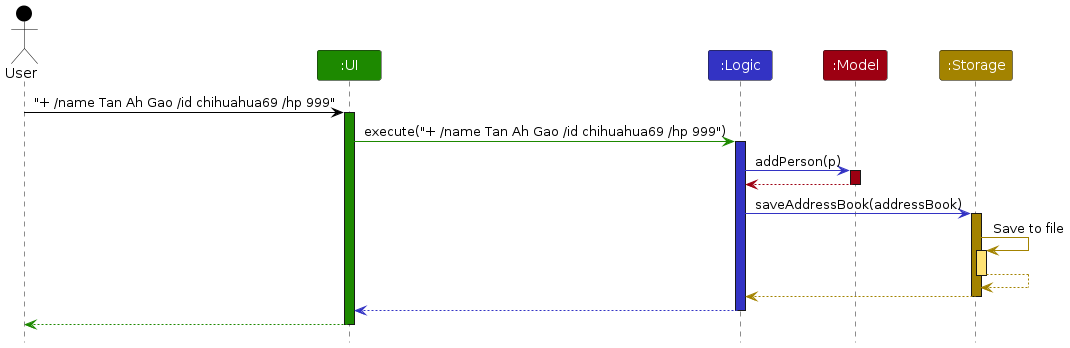 User
:UI
:Logic
:Model
:Storage
"+ /name Tan Ah Gao /id chihuahua69 /hp 999"
execute("+ /name Tan Ah Gao /id chihuahua69 /hp 999")
addPerson(p)
saveAddressBook(addressBook)
Save to file